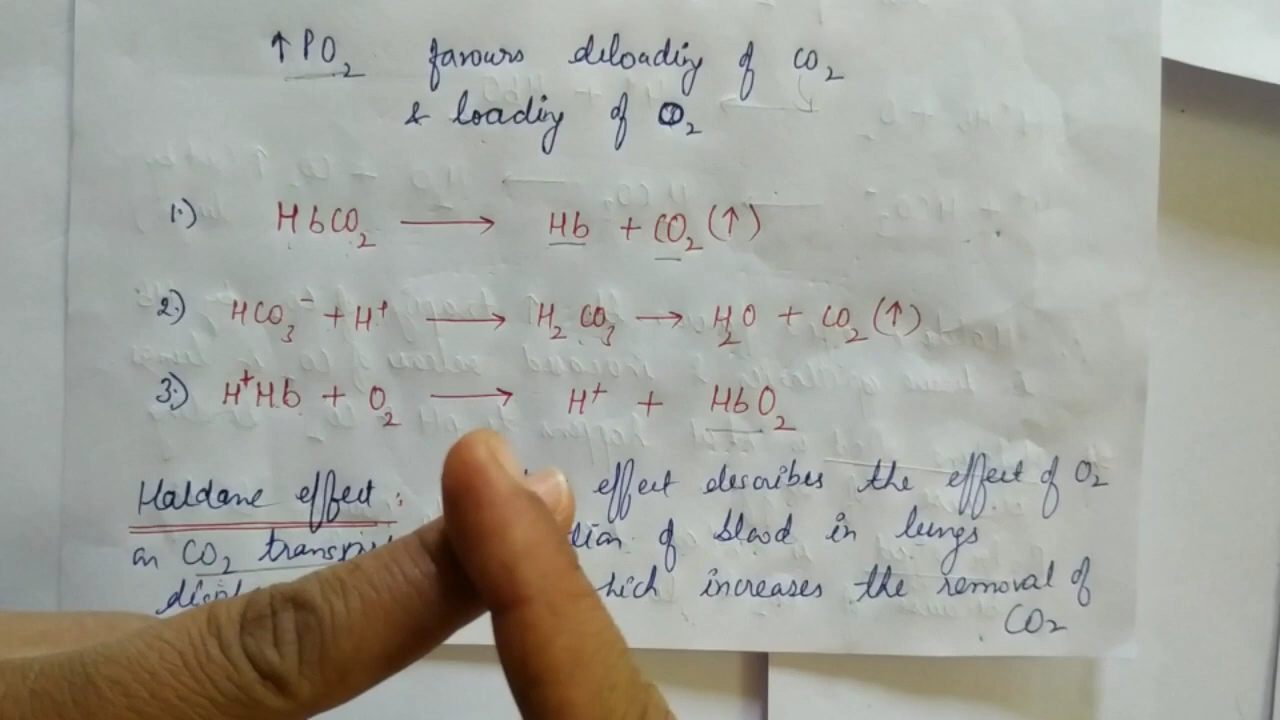 ↑ PO₂ favours deloading of CO₂
& loading of O₂
1.) HbCO₂ ⟶ Hb + CO₂ (↑)
2.) HCO₃⁻ + H⁺ ⟶ H₂CO₃ ⟶ H₂O + CO₂ (↑)
3.) H⁺Hb + O₂ ⟶ H⁺ + HbO₂
Haldane effect: effect describes the effect of O₂
on CO₂ of blood in lungs
which increases the removal of
CO₂